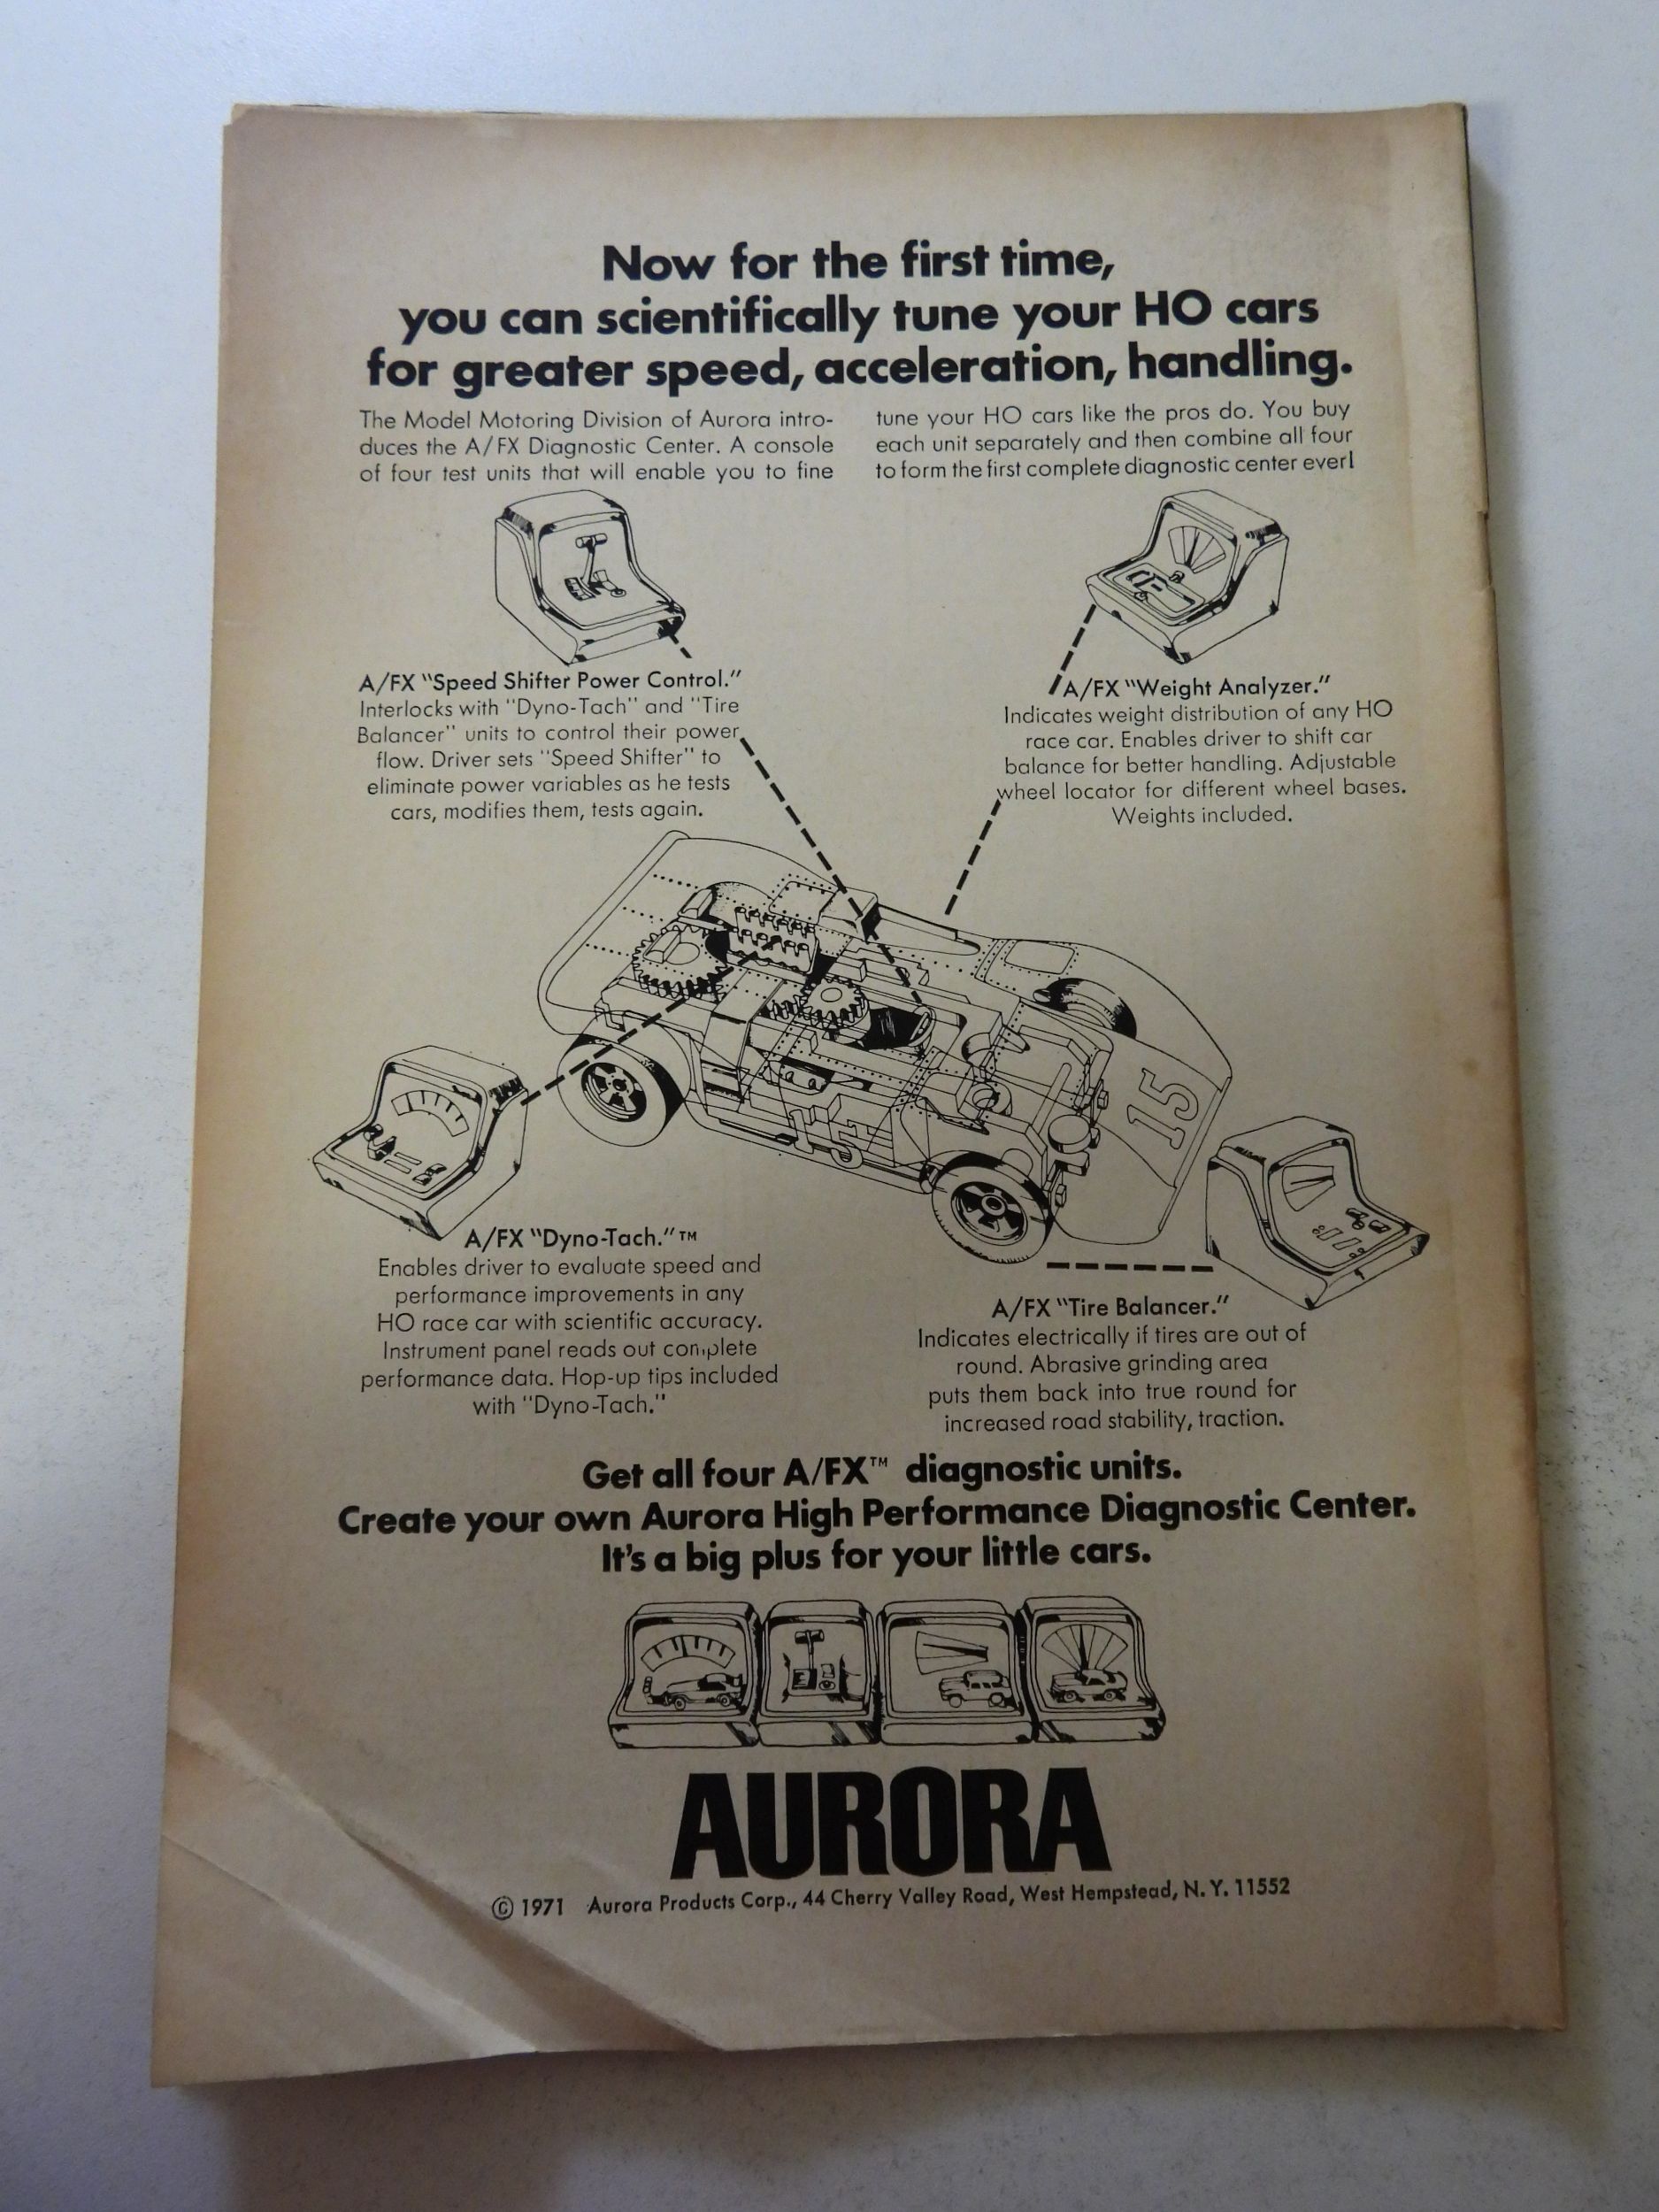 Now for the first time,
you can scientifically tune your HO cars
for greater speed, acceleration, handling.
The Model Motoring Division of Aurora intro-
duces the A/FX Diagnostic Center. A console
of four test units that will enable you to fine
tune your HO cars like the pros do. You buy
each unit separately and then combine all four
to form the first complete diagnostic center ever!
A/FX "Speed Shifter Power Control."
Interlocks with "Dyno-Tach" and "Tire
Balancer" units to control their power
flow. Driver sets "Speed Shifter" to
eliminate power variables as he tests
cars, modifies them, tests again.
A/FX "Weight Analyzer."
Indicates weight distribution of any HO
race car. Enables driver to shift car
balance for better handling. Adjustable
wheel locator for different wheel bases.
Weights included.
15
15
A/FX "Dyno-Tach."™
Enables driver to evaluate speed and
performance improvements in any
HO race car with scientific accuracy.
Instrument panel reads out complete
performance data. Hop-up tips included
with "Dyno-Tach."
A/FX "Tire Balancer."
Indicates electrically if tires are out of
round. Abrasive grinding area
puts them back into true round for
increased road stability, traction.
Get all four A/FX™ diagnostic units.
Create your own Aurora High Performance Diagnostic Center.
It's a big plus for your little cars.
AURORA
© 1971 Aurora Products Corp., 44 Cherry Valley Road, West Hempstead, N.Y. 11552